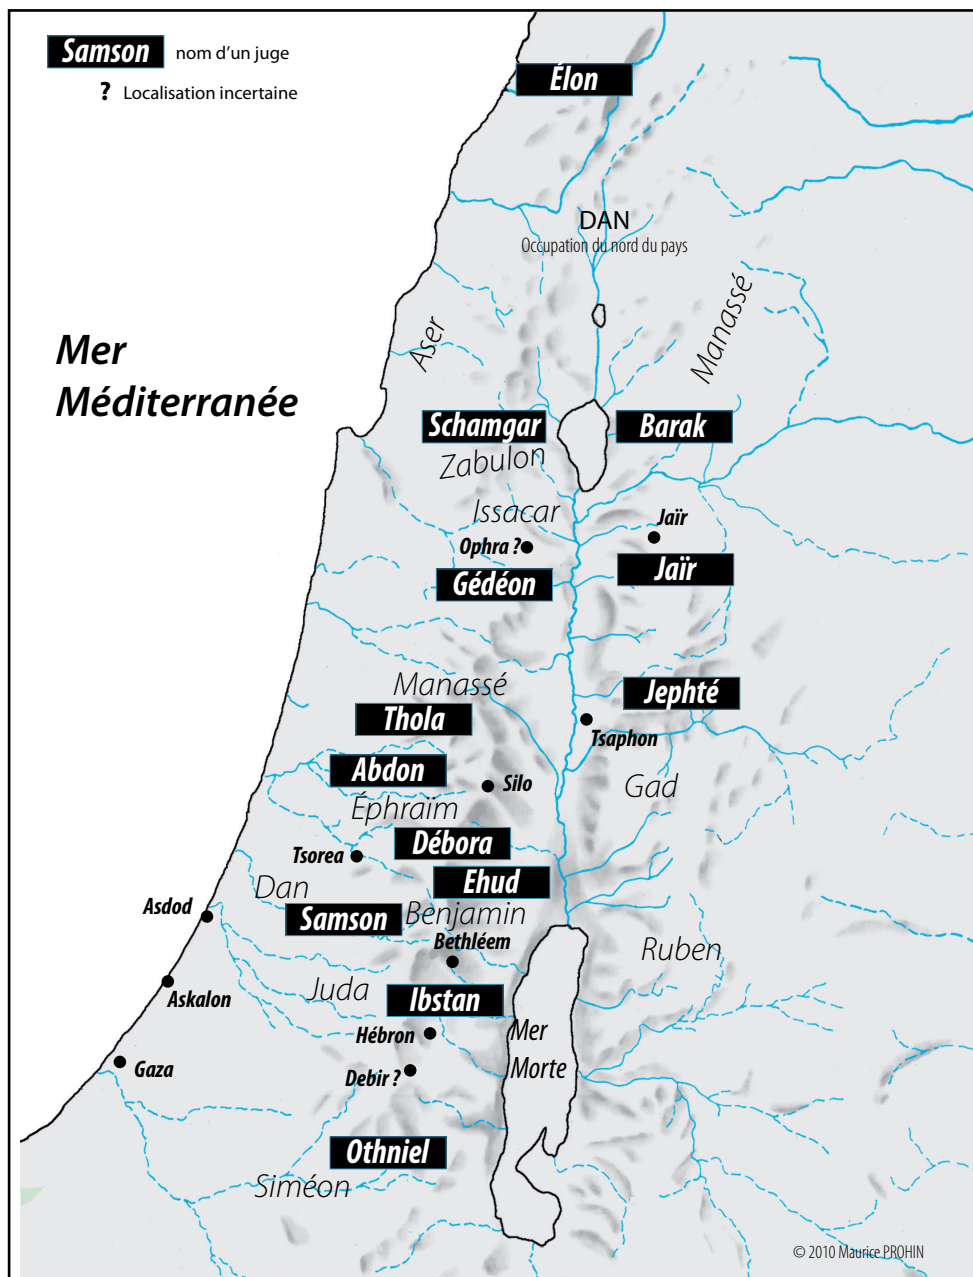 Samson nom d'un juge
? Localisation incertaine
Élon
DAN
Occupation du nord du pays
Manassé
Aser
Mer
Méditerranée
Schamgar
Barak
Zabulon
Issacar
Jaïr
Ophra ?
Jaïr
Gédéon
Manassé
Jephté
Thola
Tsaphon
Abdon
Silo
Gad
Éphraïm
Débora
Tsorea
Ehud
Dan
Asdod
Samson
Benjamin
Bethléem
Ruben
Askalon
Juda
Ibstan
Hébron
Mer
Morte
Gaza
Debir ?
Othniel
Siméon
© 2010 Maurice PROHIN